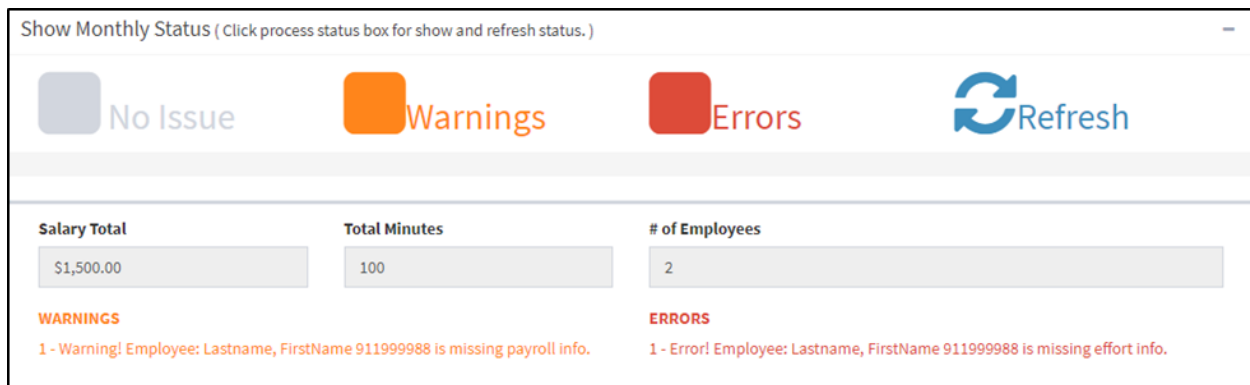 Show Monthly Status ( Click process status box for show and refresh status. )
No Issue Warnings Errors Refresh
Salary Total Total Minutes # of Employees
$1,500.00 100 2
WARNINGS ERRORS
1 - Warning! Employee: Lastname, FirstName 911999988 is missing payroll info. 1 - Error! Employee: Lastname, FirstName 911999988 is missing effort info.